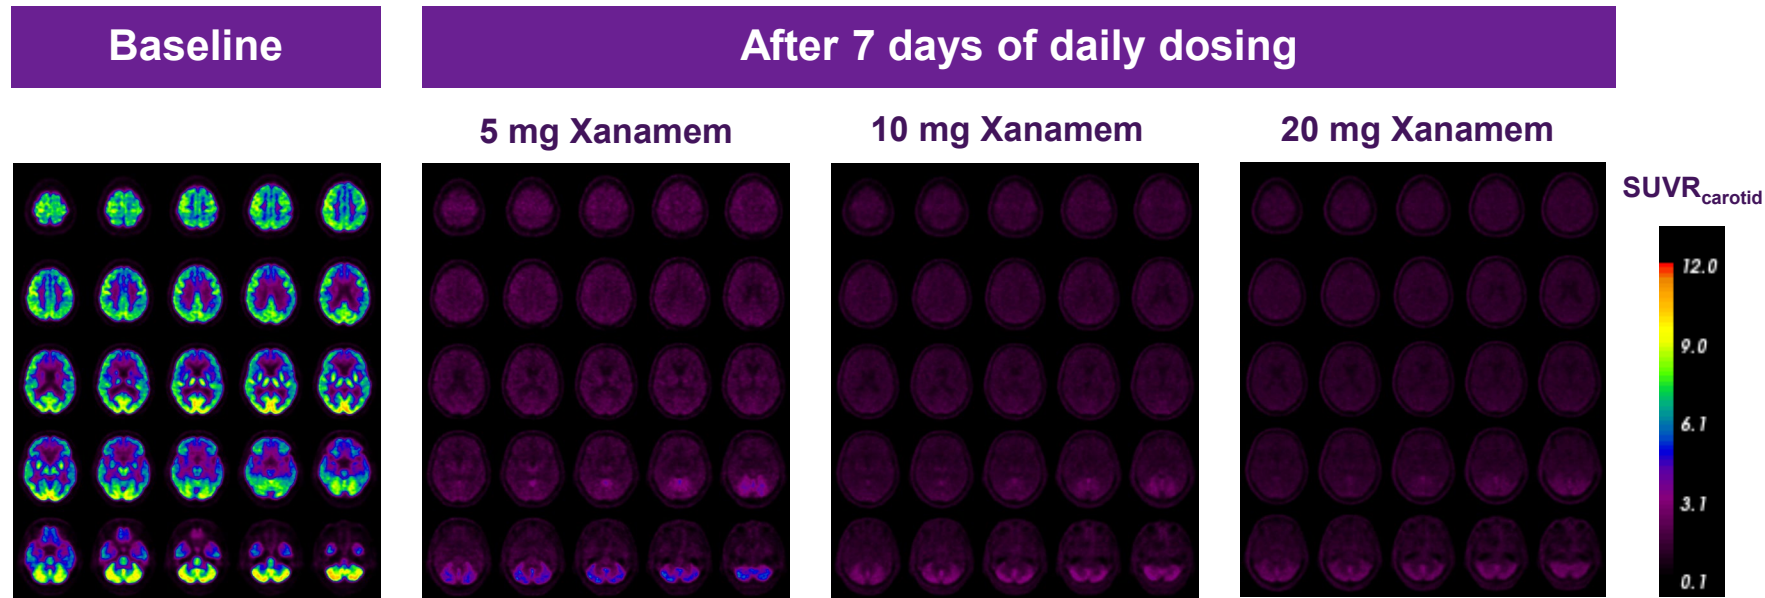 Baseline
After 7 days of daily dosing
5 mg Xanamem
10 mg Xanamem
20 mg Xanamem
SUVRcarotid
12.0
9.0
6.1
3.1
0.1